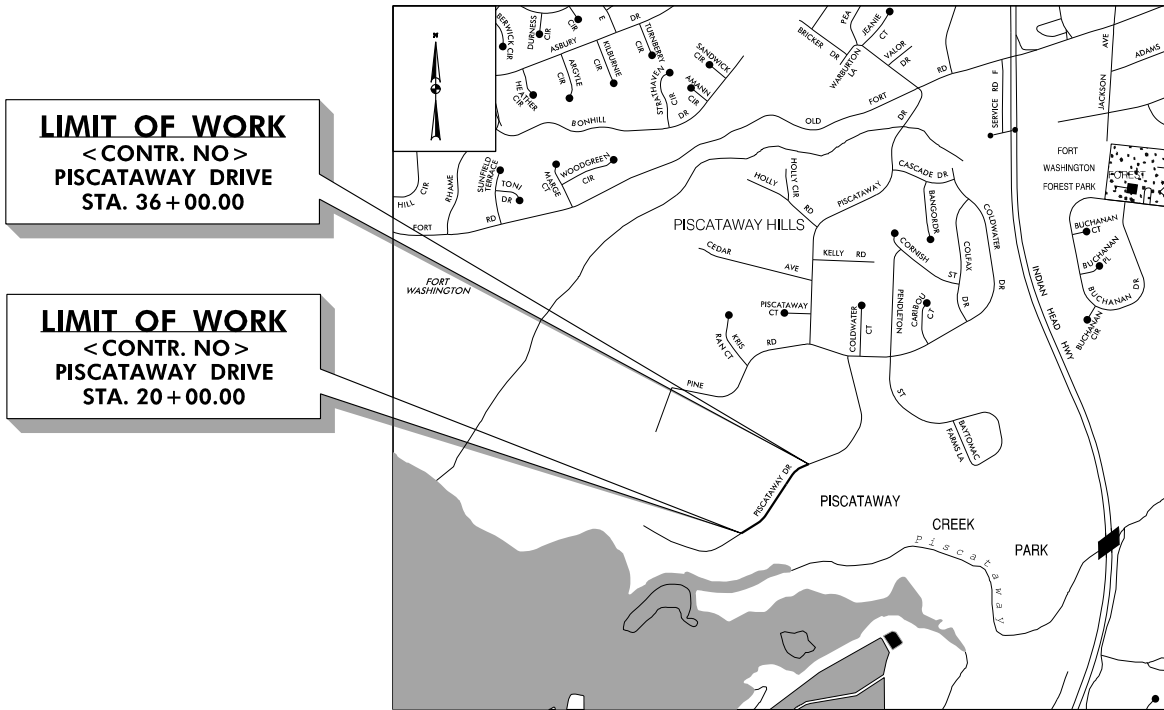 LIMIT OF WORK
<CONTR. NO>
PISCATAWAY DRIVE
STA. 36+00.00
LIMIT OF WORK
<CONTR. NO>
PISCATAWAY DRIVE
STA. 20+00.00
BERWICK CIR
DURNESS CIR
E
DR
ASBURY
HEATHER CIR
ARGYLE CIR
KILBURNIE CIR
TURNBERRY CIR
STRATHAVEN CIR
SANDWICK CIR
AMANN CIR
DR
BONHILL
BRICKER DR
PEA
JEANIE CT
WARBURTON LA
VALOR DR
OLD
FORT
RD
DR
SERVICE RD F
JACKSON AVE
ADAMS
FORT
WASHINGTON
FOREST PARK
FOREST
HILL CIR
RHAME
FORT
RD
SUNFIELD TERRACE
TONI DR
MARGE CT
WOODGREEN
CIR
FORT
WASHINGTON
HOLLY
RD
HOLLY CIR
PISCATAWAY
CASCADE DR
BANGORDR
PISCATAWAY HILLS
CEDAR
AVE
KELLY RD
CORNISH
ST
COLFAX
DR
COLDWATER
DR
PISCATAWAY
CT
COLDWATER
CT
PENDLETON
ST
CARIBOU
CT
KRIS
RAN CT
PINE
RD
BAYTOMAC
FARMS LA
INDIAN
HEAD
HWY
BUCHANAN
CT
BUCHANAN
PL
BUCHANAN DR
BUCHANAN
CIR
PISCATAWAY DR
PISCATAWAY
CREEK
PARK
Piscataway